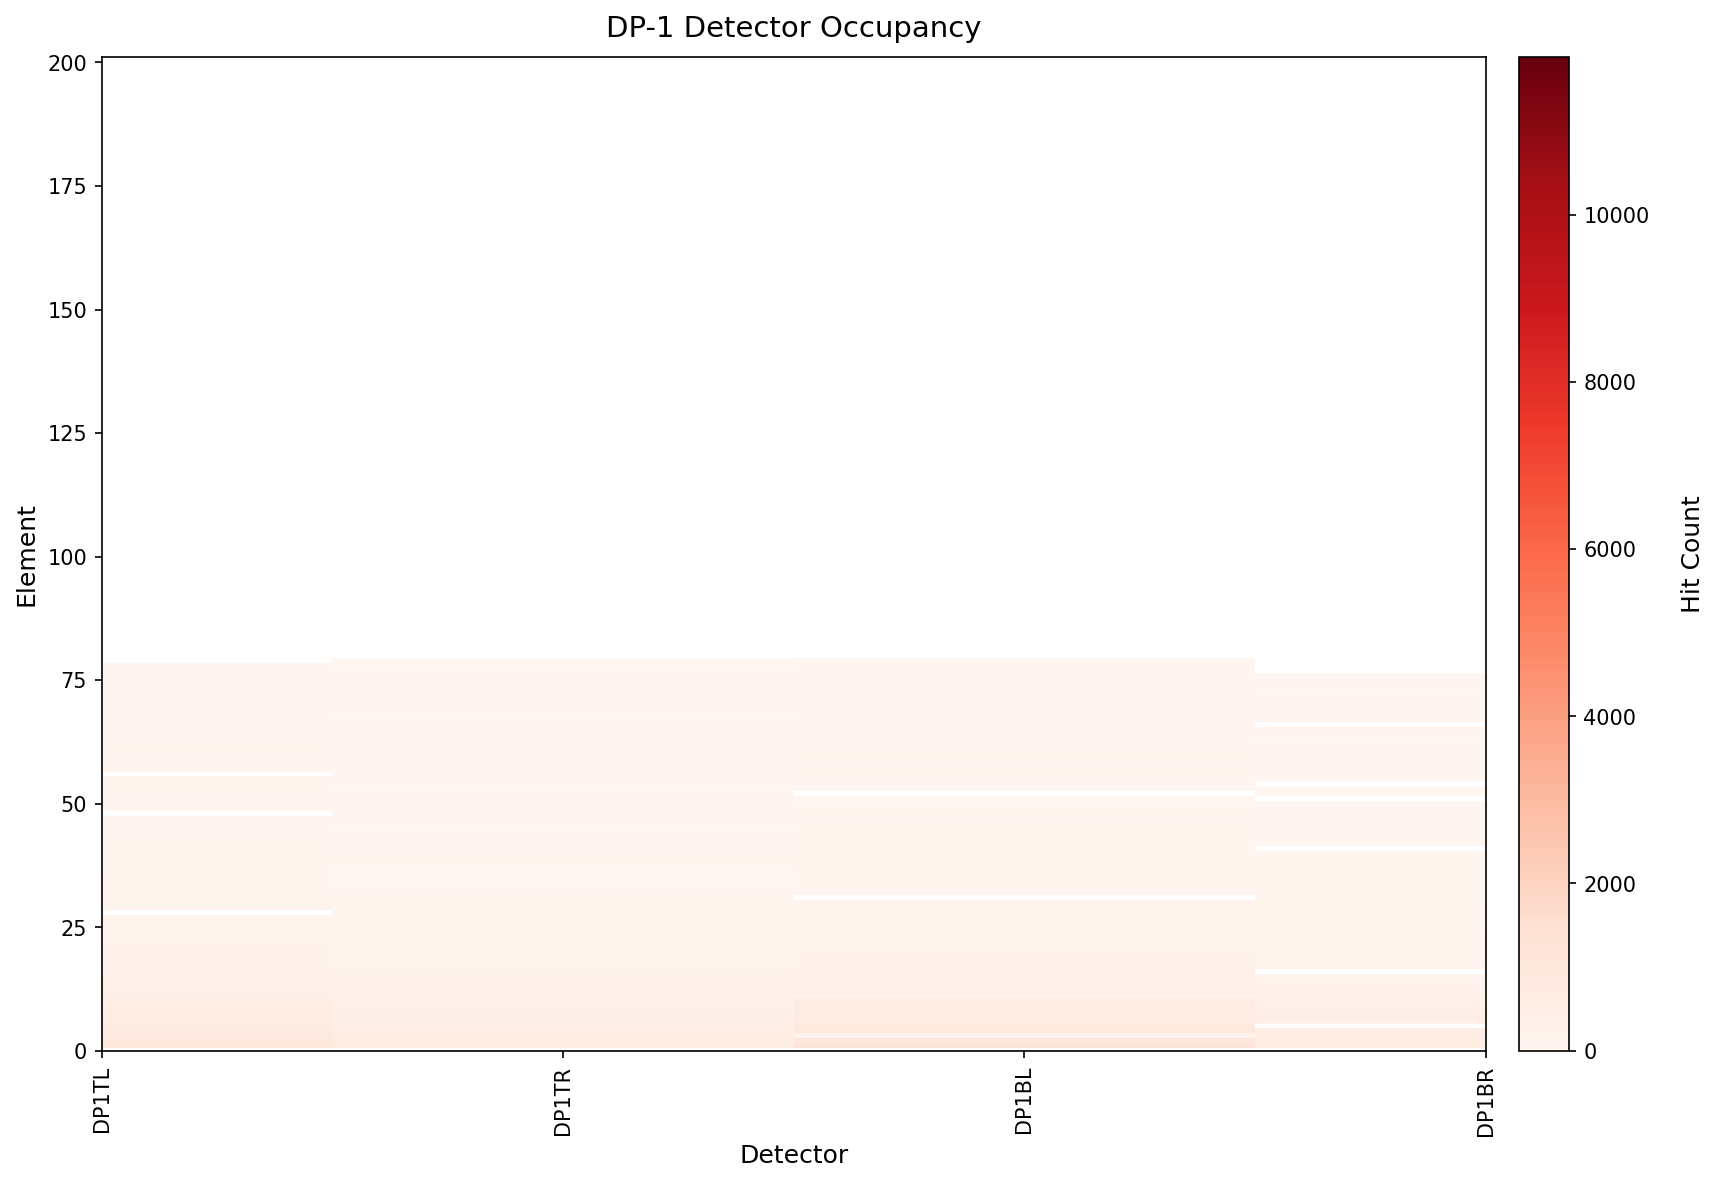 DP-1 Detector Occupancy
200
175
150
125
100
75
50
25
0
Element
DP1TL
DP1TR
DP1BL
DP1BR
Detector
10000
8000
6000
4000
2000
0
Hit Count